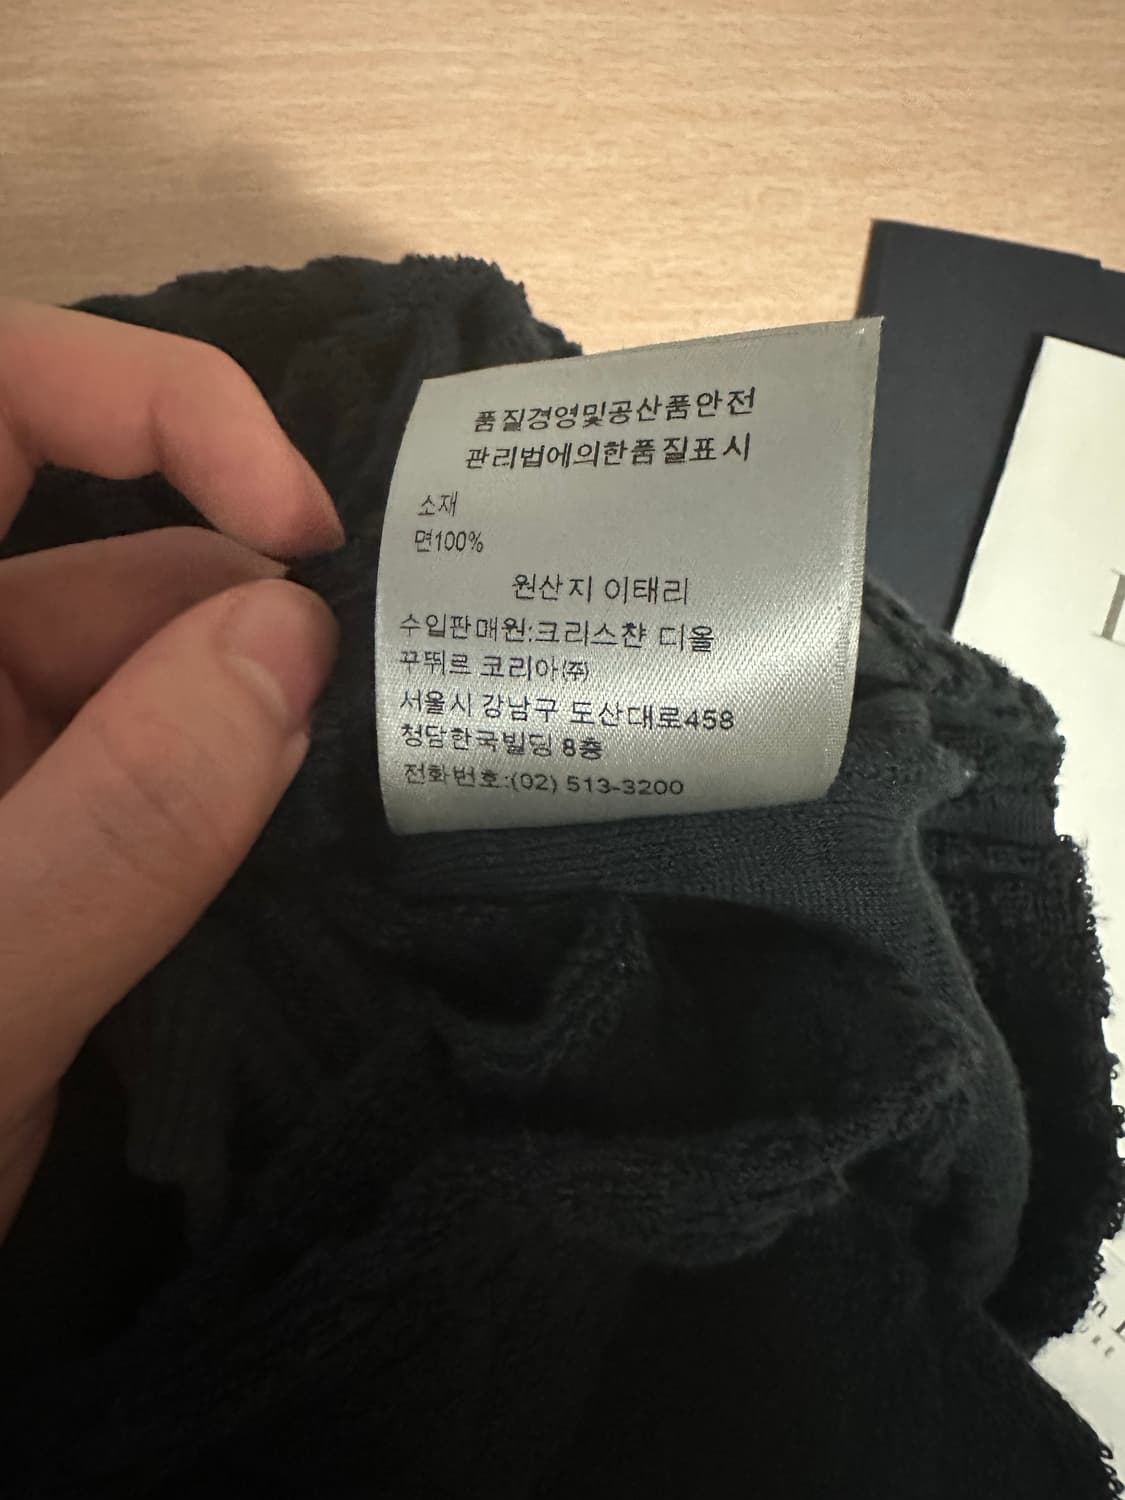 품질경영및공산품안전
관리법에의한품질표시
소재
면100%
원산지 이태리
수입판매원:크리스챤 디올
꾸뛰르 코리아㈜
서울시 강남구 도산대로458
청담한국빌딩 8층
전화번호:(02) 513-3200